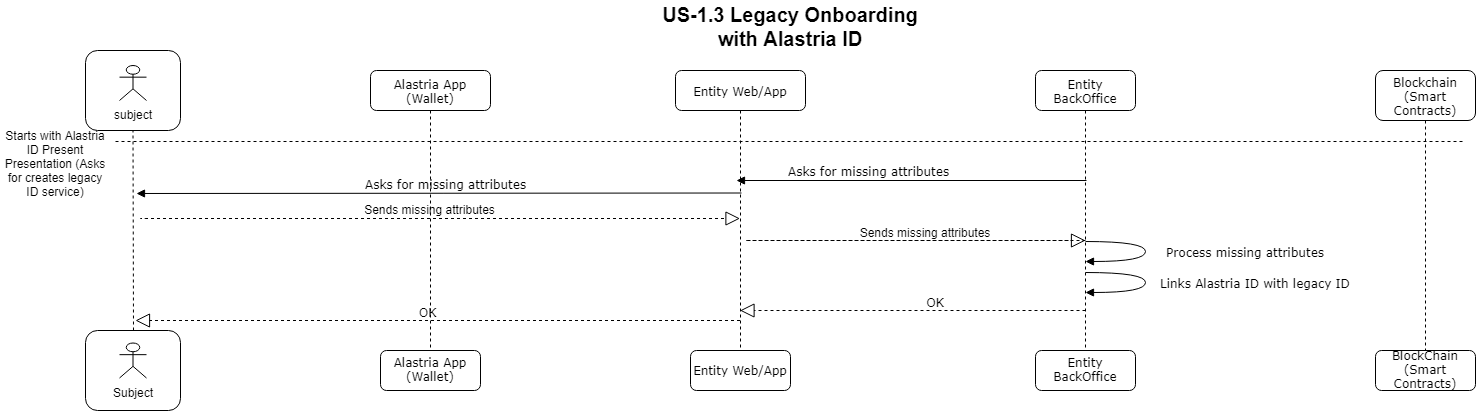 US-1.3 Legacy Onboarding
with Alastria ID
subject
Alastria App
(Wallet)
Entity Web/App
Entity
BackOffice
Blockchain
(Smart
Contracts)
Starts with Alastria
ID Present
Presentation (Asks
for creates legacy
ID service)
Asks for missing attributes
Asks for missing attributes
Sends missing attributes
Sends missing attributes
Process missing attributes
Links Alastria ID with legacy ID
OK
OK
Subject
Alastria App
(Wallet)
Entity Web/App
Entity
BackOffice
BlockChain
(Smart
Contracts)